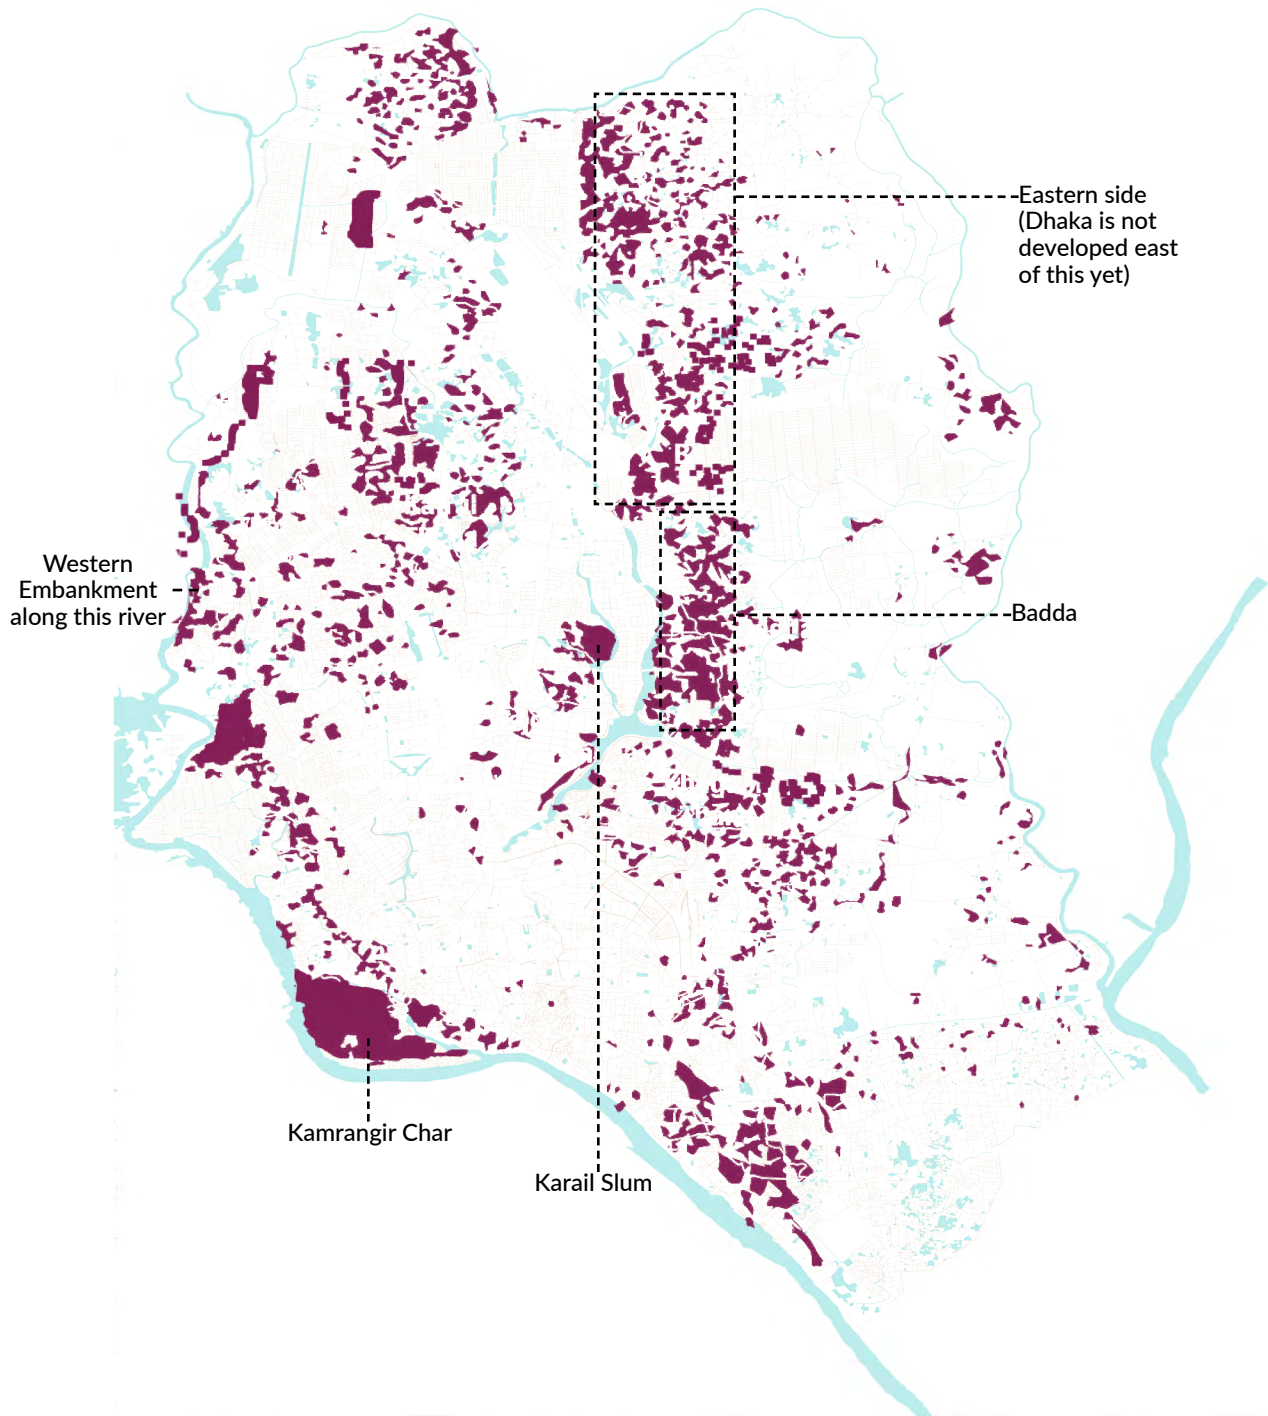 Eastern side
(Dhaka is not
developed east
of this yet)
Western
Embankment
along this river
Badda
Kamrangir Char
Karail Slum